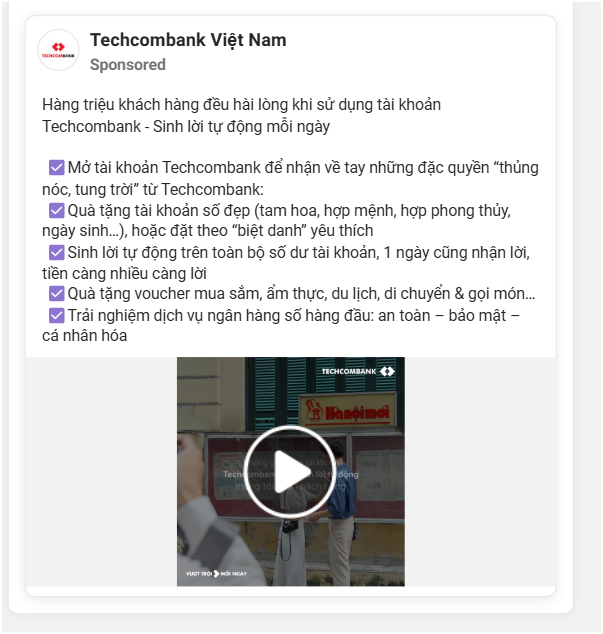 TECHCOMBANK
Techcombank Việt Nam
Sponsored
Hàng triệu khách hàng đều hài lòng khi sử dụng tài khoản
Techcombank - Sinh lời tự động mỗi ngày
Mở tài khoản Techcombank để nhận về tay những đặc quyền “thủng
nóc, tung trời” từ Techcombank:
Quà tặng tài khoản số đẹp (tam hoa, hợp mệnh, hợp phong thủy,
ngày sinh…), hoặc đặt theo “biệt danh” yêu thích
Sinh lời tự động trên toàn bộ số dư tài khoản, 1 ngày cũng nhận lời,
tiền càng nhiều càng lời
Quà tặng voucher mua sắm, ẩm thực, du lịch, di chuyển & gọi món…
Trải nghiệm dịch vụ ngân hàng số hàng đầu: an toàn – bảo mật –
cá nhân hóa
TECHCOMBANK
Hànộimới
VƯỢT TRỘI MỖI NGÀY